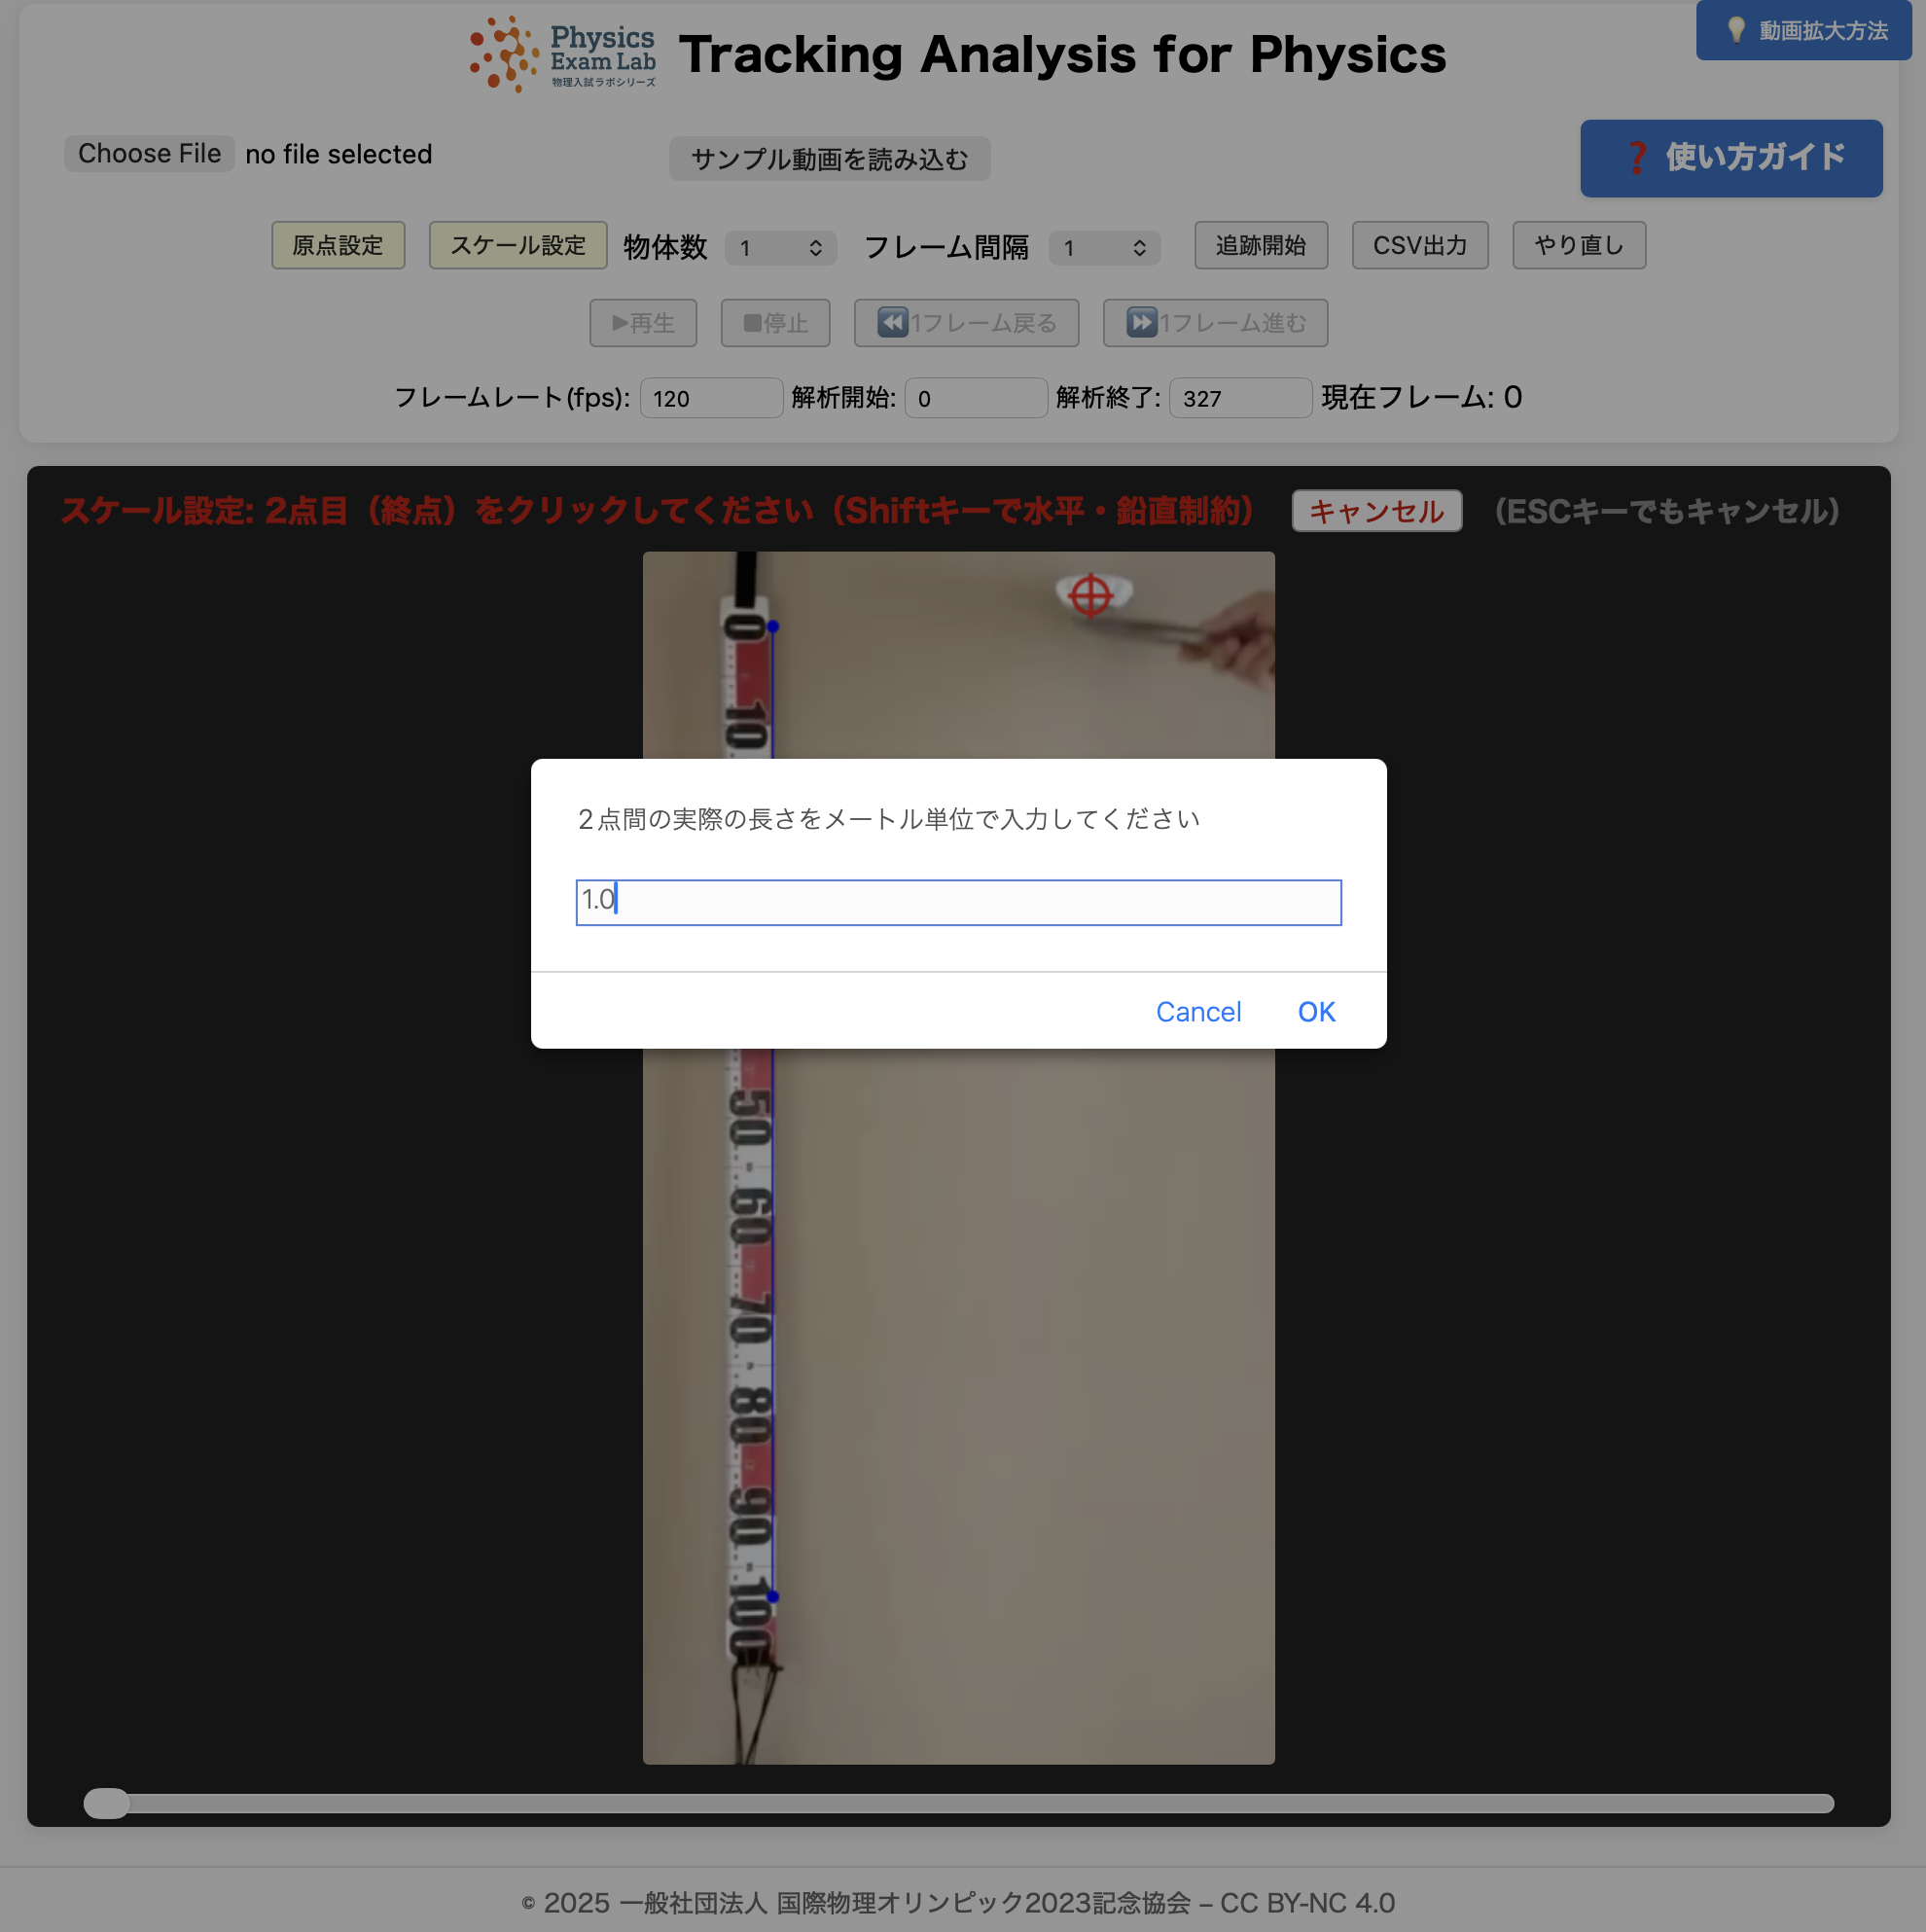 Physics
Exam Lab
物理入試ラボシリーズ
Tracking Analysis for Physics
💡 動画拡大方法
Choose File no file selected
サンプル動画を読み込む
❓ 使い方ガイド
原点設定 スケール設定 物体数 1 フレーム間隔 1 追跡開始 CSV出力 やり直し
▶再生 ■停止 ⏪1フレーム戻る ⏩1フレーム進む
フレームレート(fps): 120 解析開始: 0 解析終了: 327 現在フレーム: 0
スケール設定: 2点目（終点）をクリックしてください（Shiftキーで水平・鉛直制約） キャンセル （ESCキーでもキャンセル）
0
10
2点間の実際の長さをメートル単位で入力してください
1.0
Cancel OK
50
60
70
80
90
100
© 2025 一般社団法人 国際物理オリンピック2023記念協会 – CC BY-NC 4.0